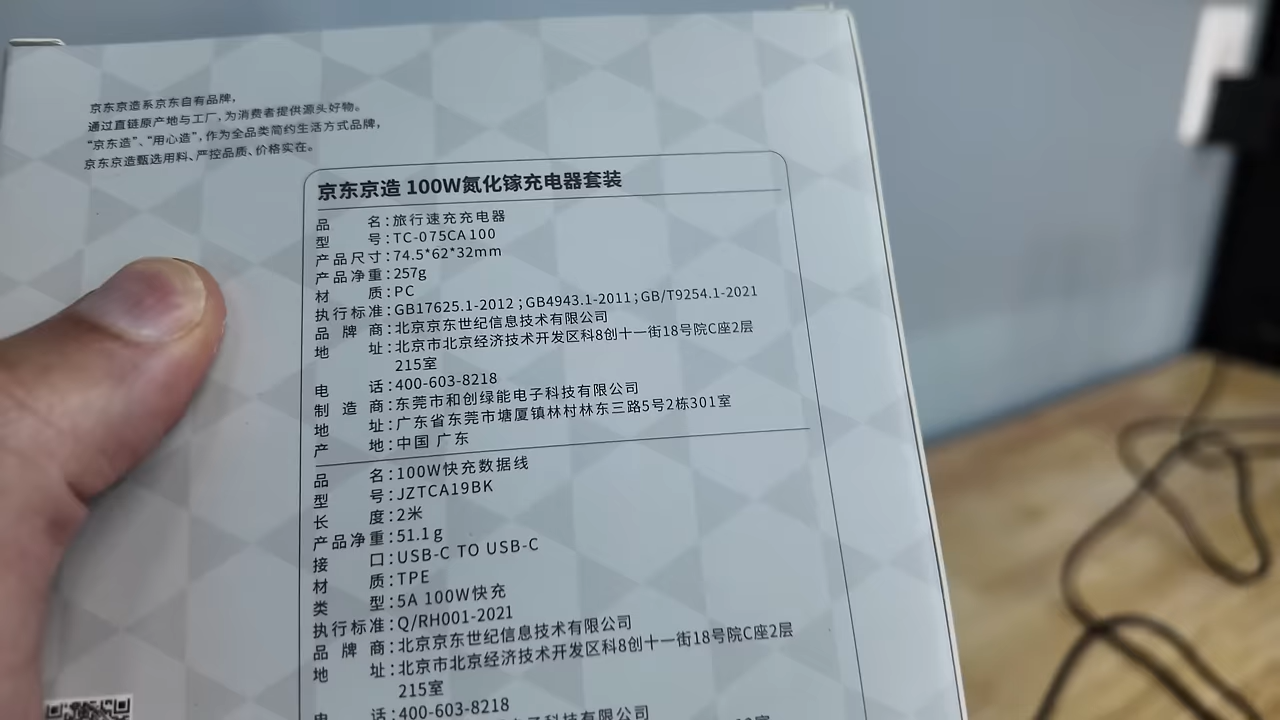 京东京造系京东自有品牌，
通过直链原产地与工厂，为消费者提供源头好物。
“京东造”、“用心造”，作为全品类简约生活方式品牌，
京东京造甄选用料、严控品质、价格实在。
京东京造 100W氮化镓充电器套装
品名：旅行速充充电器
型号：TC-075CA100
产品尺寸：74.5*62*32mm
产品净重：257g
材质：PC
执行标准：GB17625.1-2012；GB4943.1-2011；GB/T9254.1-2021
品牌商：北京京东世纪信息技术有限公司
地址：北京市北京经济技术开发区科8创十一街18号院C座2层
215室
电话：400-603-8218
制造商：东莞市和创绿能电子科技有限公司
地址：广东省东莞市塘厦镇林村林东三路5号2栋301室
产地：中国 广东
品名：100W快充数据线
型号：JZTCA19BK
长度：2米
产品净重：51.1g
接口：USB-C TO USB-C
材质：TPE
类型：5A 100W快充
执行标准：Q/RH001-2021
品牌商：北京京东世纪信息技术有限公司
地址：北京市北京经济技术开发区科8创十一街18号院C座2层
215室
电话：400-603-8218